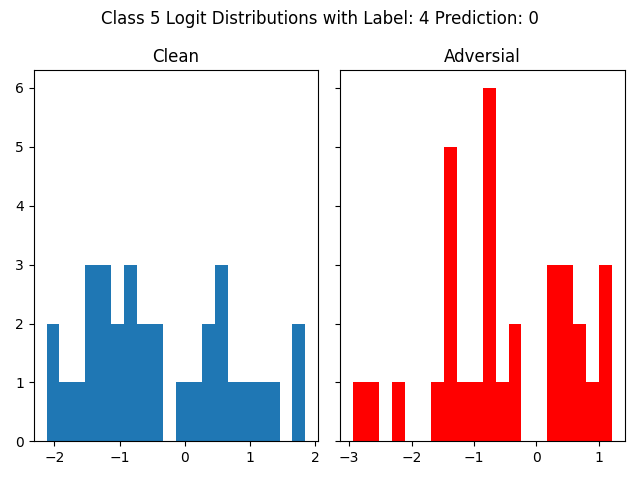 Class 5 Logit Distributions with Label: 4 Prediction: 0
Clean
Adversial
6
5
4
3
2
1
0
−2 −1 0 1 2
−3 −2 −1 0 1